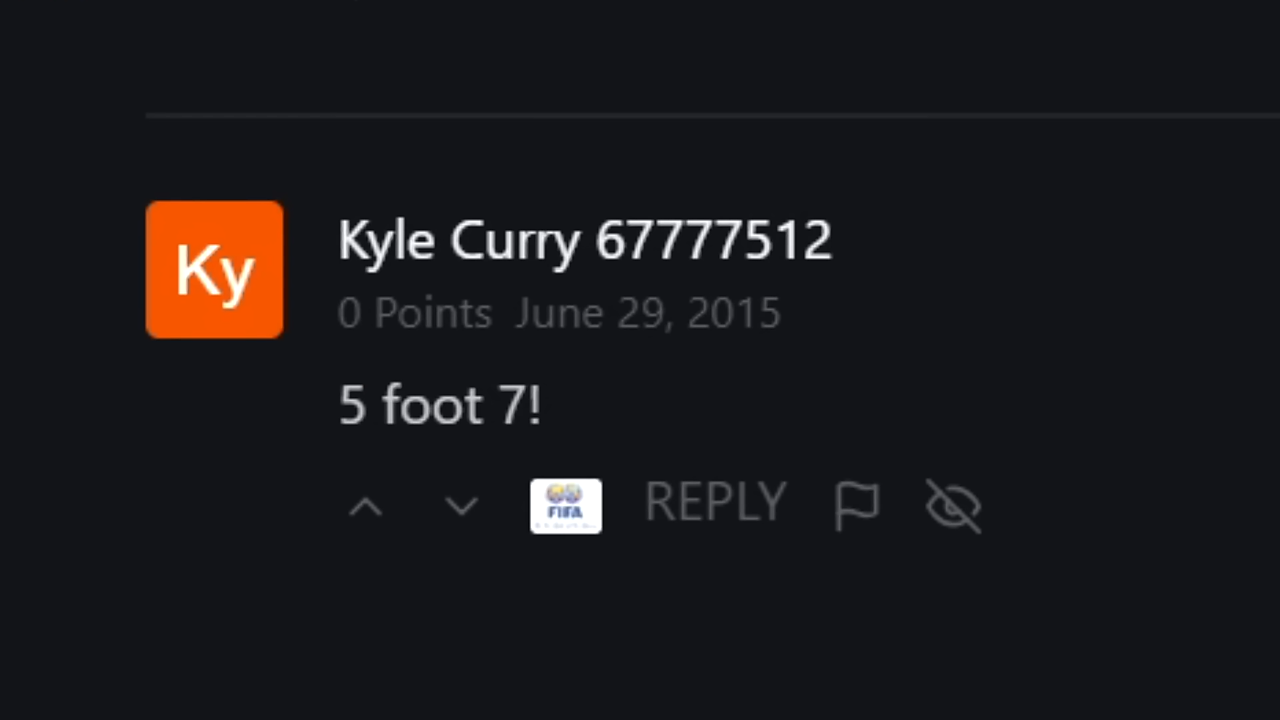 Ky
Kyle Curry 67777512
0 Points June 29, 2015
5 foot 7!
FIFA REPLY